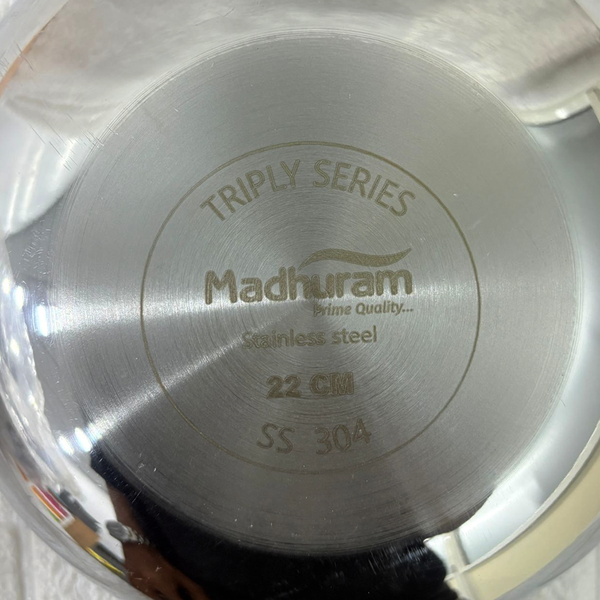 TRIPLY SERIES
Madhuram
Prime Quality...
Stainless steel
22 CM
SS 304